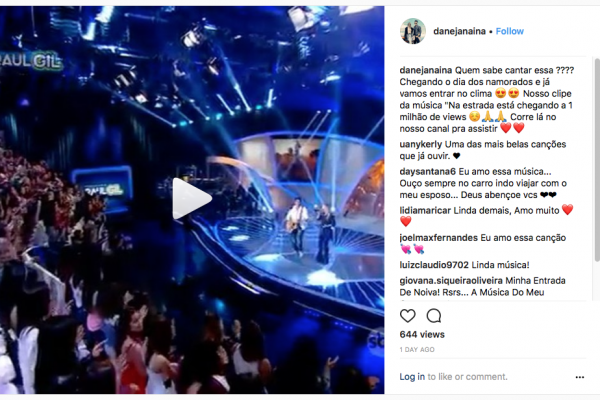 RAUL GIL
AUL GIL
danejanaina • Follow
danejanaina Quem sabe cantar essa ????
Chegando o dia dos namorados e já
vamos entrar no clima 😍😍 Nosso clipe
da música "Na estrada está chegando a 1
milhão de views 😌🙏🙏 Corre lá no
nosso canal pra assistir ❤️❤️
uanykerly Uma das mais belas canções
que já ouvir. ❤
daysantana6 Eu amo essa música...
Ouço sempre no carro indo viajar com o
meu esposo... Deus abençoe vcs ❤❤
lidiamaricar Linda demais, Amo muito ❤️
❤️
joelmaxfernandes Eu amo essa canção
💘💘
luizclaudio9702 Linda música!
giovana.siqueiraoliveira Minha Entrada
De Noiva! Rsrs... A Música Do Meu
644 views
1 DAY AGO
Log in to like or comment.